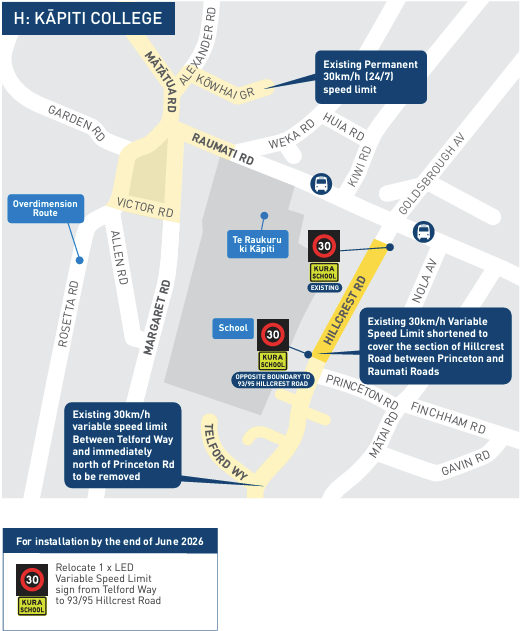 H: KĀPITI COLLEGE
ALEXANDER RD
MĀTĀTUA RD
KŌWHAI GR
Existing Permanent
30km/h (24/7)
speed limit
GARDEN RD
RAUMATI RD
WEKA RD
HUIA RD
KIWI RD
GOLDSBROUGH AV
Overdimension
Route
VICTOR RD
Te Raukuru
ki Kāpiti
30
KURA
SCHOOL
EXISTING
ALLEN RD
ROSETTA RD
MARGARET RD
HILLCREST RD
NOLA AV
School
30
KURA
SCHOOL
OPPOSITE BOUNDARY TO
93/95 HILLCREST ROAD
Existing 30km/h Variable
Speed Limit shortened to
cover the section of Hillcrest
Road between Princeton and
Raumati Roads
PRINCETON RD
FINCHHAM RD
MĀTAI RD
GAVIN RD
TELFORD WY
Existing 30km/h
variable speed limit
Between Telford Way
and immediately
north of Princeton Rd
to be removed
For installation by the end of June 2026
30
KURA
SCHOOL
Relocate 1 x LED
Variable Speed Limit
sign from Telford Way
to 93/95 Hillcrest Road